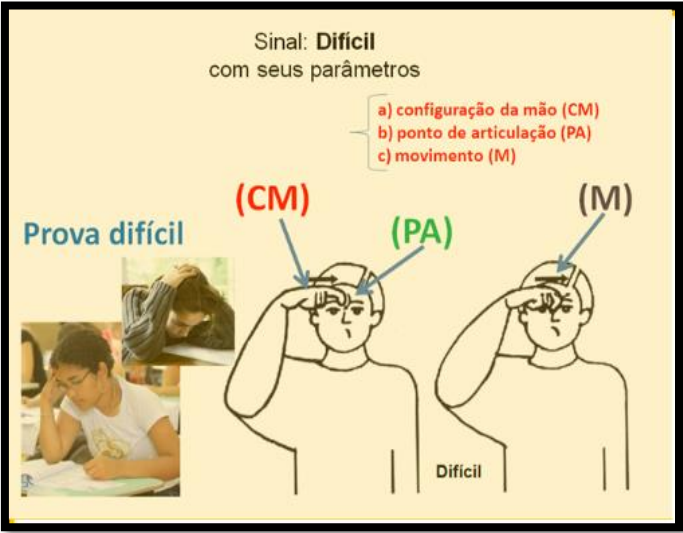 Sinal: Difícil
com seus parâmetros
a) configuração da mão (CM)
b) ponto de articulação (PA)
c) movimento (M)
(CM)
(M)
Prova difícil
(PA)
Difícil